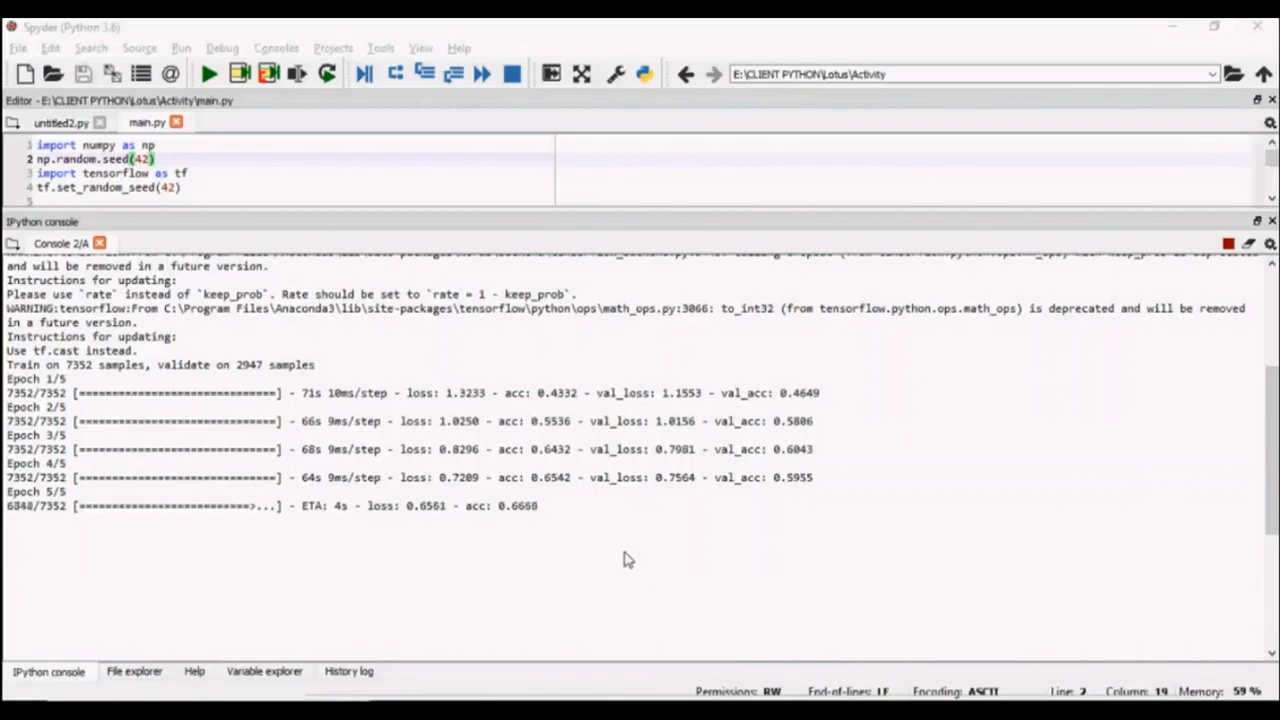 Spyder (Python 3.6)
File Edit Search Source Run Debug Consoles Projects Tools View Help
E:\CLIENT PYTHON\Lotus\Activity
Editor - E:\CLIENT PYTHON\Lotus\Activity\main.py
untitled2.py main.py
1 import numpy as np
2 np.random.seed(42)
3 import tensorflow as tf
4 tf.set_random_seed(42)
5
IPython console
Console 2/A
and will be removed in a future version.
Instructions for updating:
Please use `rate` instead of `keep_prob`. Rate should be set to `rate = 1 - keep_prob`.
WARNING:tensorflow:From C:\Program Files\Anaconda3\lib\site-packages\tensorflow\python\ops\math_ops.py:3066: to_int32 (from tensorflow.python.ops.math_ops) is deprecated and will be removed
in a future version.
Instructions for updating:
Use tf.cast instead.
Train on 7352 samples, validate on 2947 samples
Epoch 1/5
7352/7352 [==============================] - 71s 10ms/step - loss: 1.3233 - acc: 0.4332 - val_loss: 1.1553 - val_acc: 0.4649
Epoch 2/5
7352/7352 [==============================] - 66s 9ms/step - loss: 1.0250 - acc: 0.5536 - val_loss: 1.0156 - val_acc: 0.5806
Epoch 3/5
7352/7352 [==============================] - 68s 9ms/step - loss: 0.8296 - acc: 0.6432 - val_loss: 0.7981 - val_acc: 0.6043
Epoch 4/5
7352/7352 [==============================] - 64s 9ms/step - loss: 0.7209 - acc: 0.6542 - val_loss: 0.7564 - val_acc: 0.5955
Epoch 5/5
[==========================>...] - ETA: 4s - loss: 0.6561 - acc:
IPython console File explorer Help Variable explorer History log
Permissions: RW End-of-lines: LF Encoding: ASCII Line: 2 Column: 19 Memory: 59 %